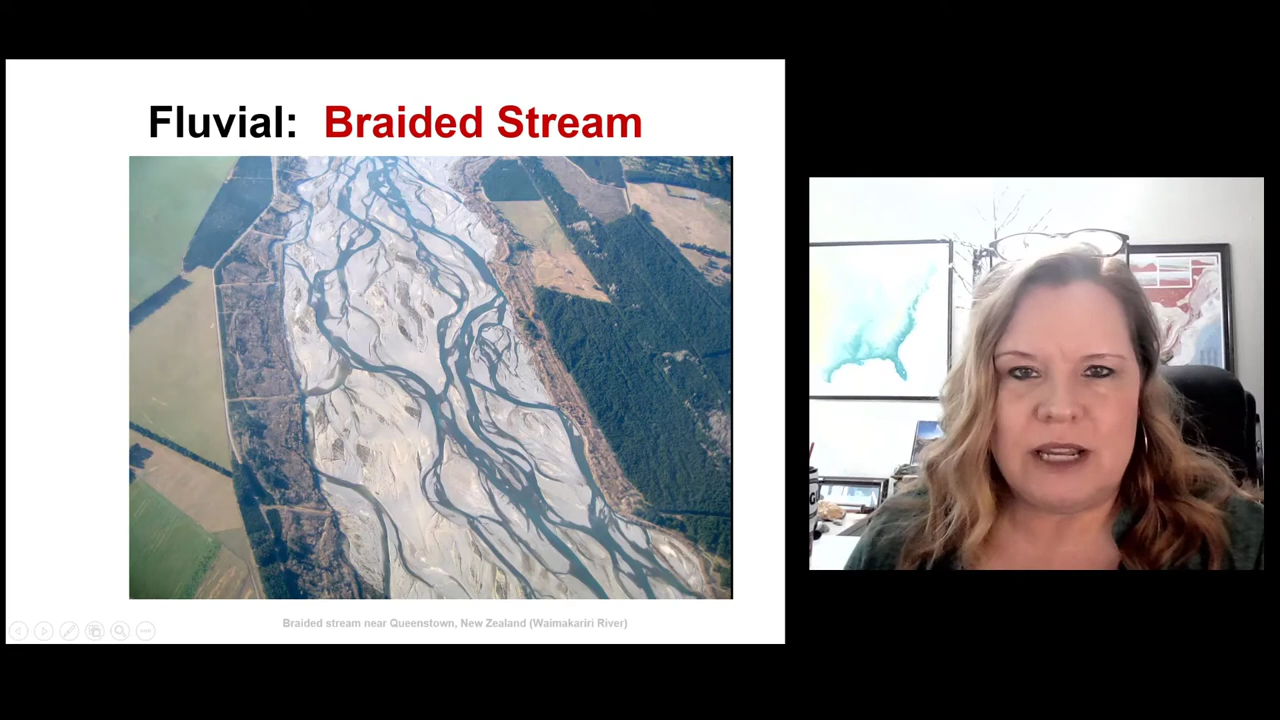 Fluvial: Braided Stream
Braided stream near Queenstown, New Zealand (Waimakariri River)